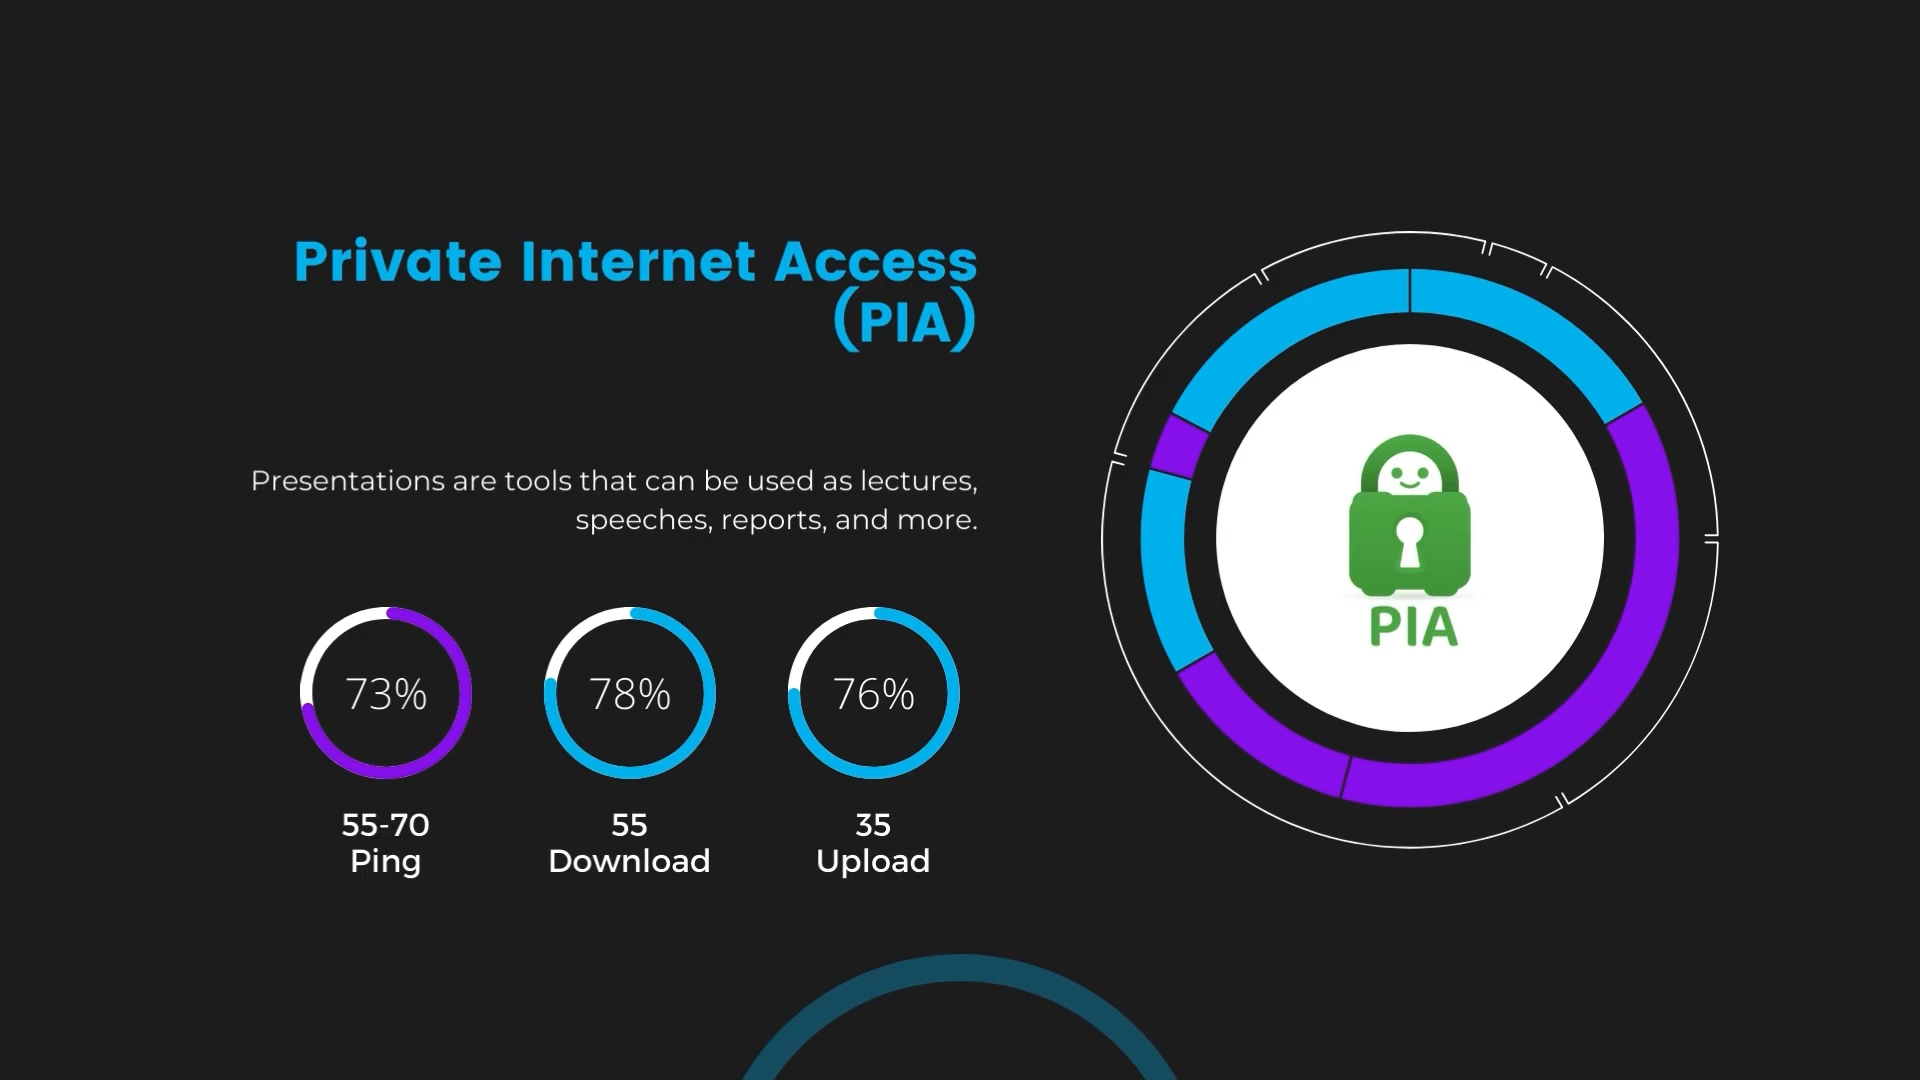 Private Internet Access
(PIA)
Presentations are tools that can be used as lectures,
speeches, reports, and more.
73%
78%
76%
55-70
Ping
55
Download
35
Upload
PIA